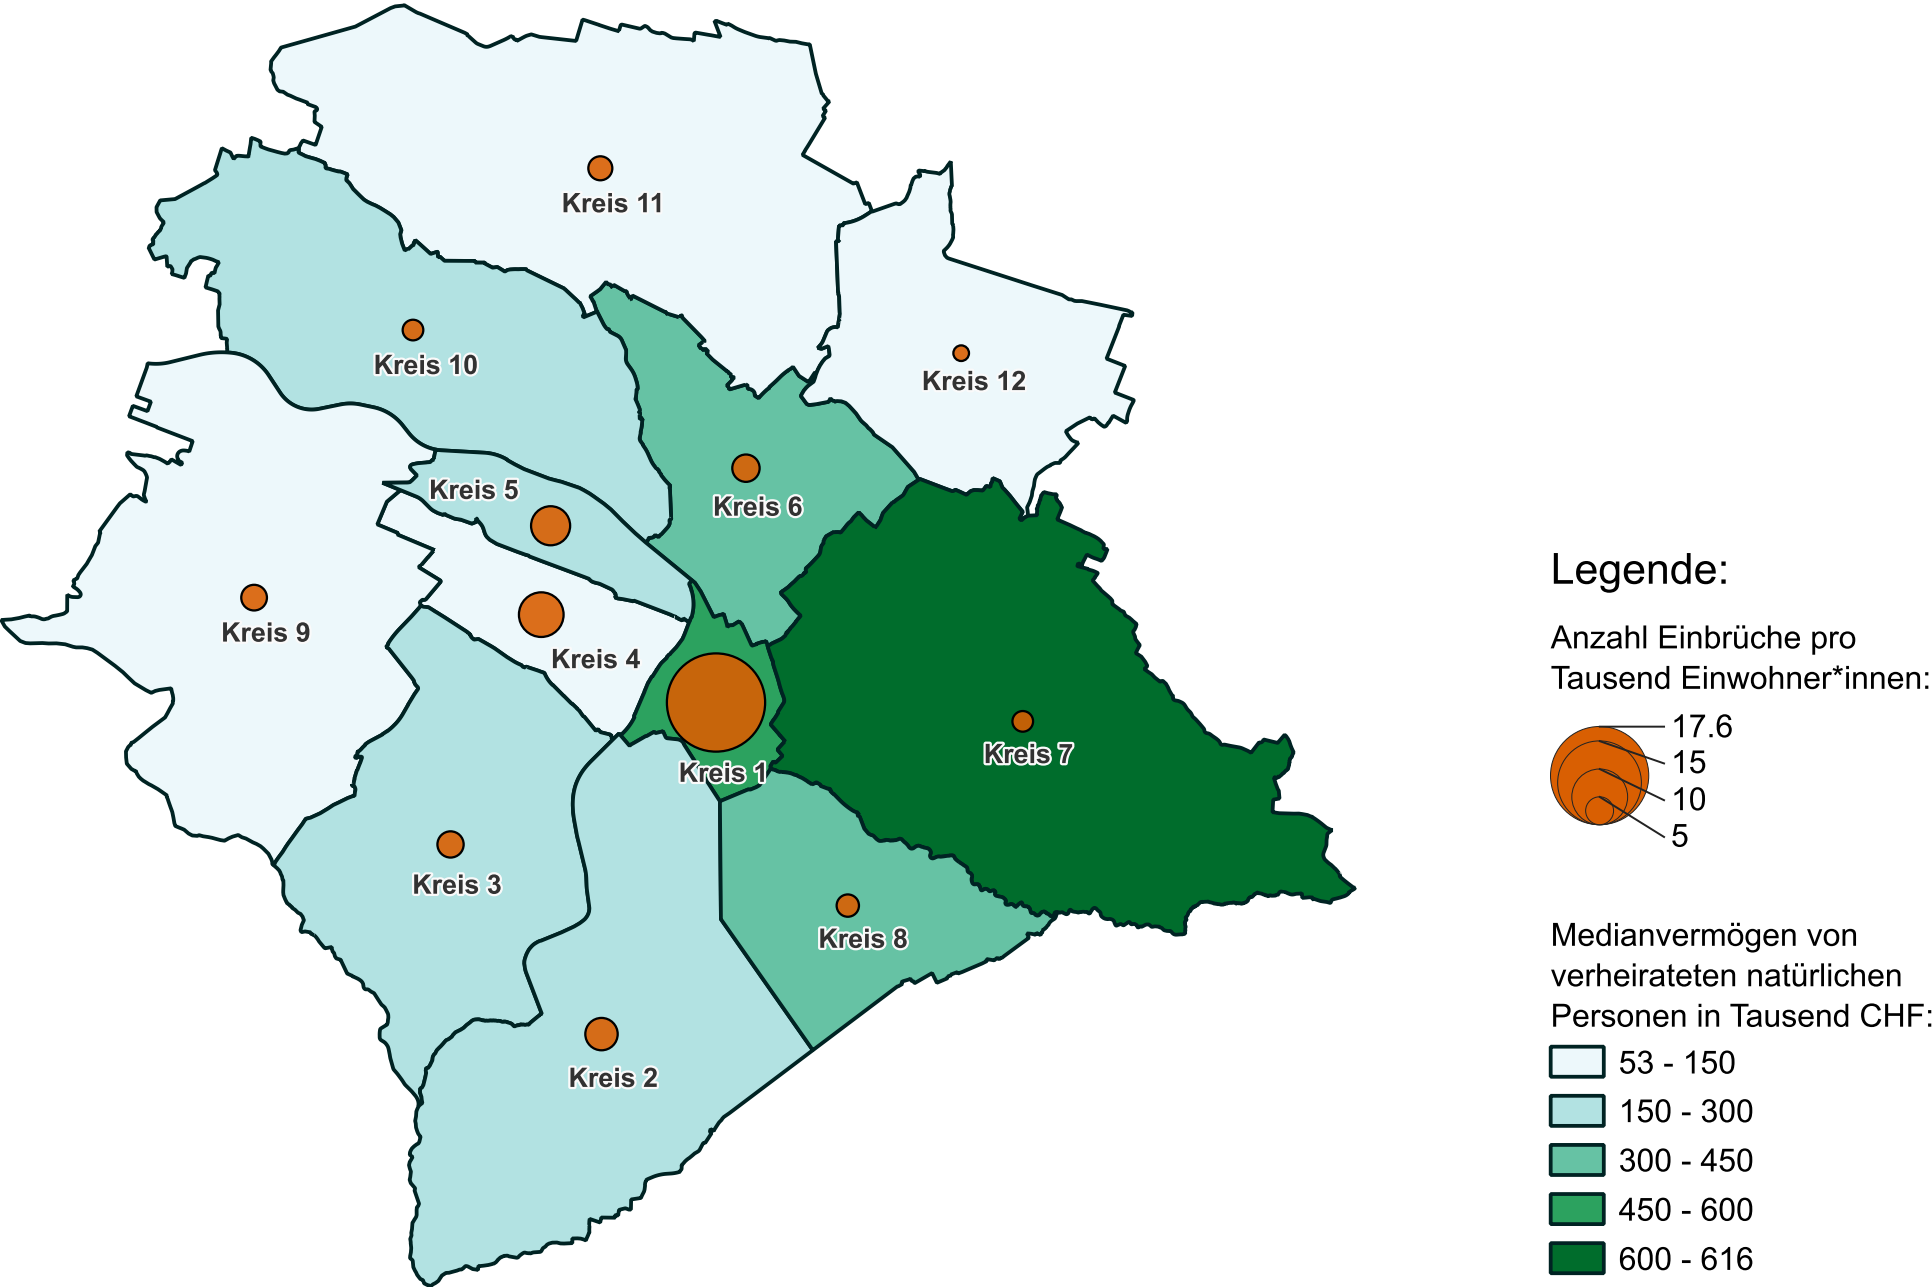 Kreis 11
Kreis 10
Kreis 12
Kreis 5
Kreis 6
Kreis 9
Kreis 4
Kreis 7
Kreis 1
Kreis 3
Kreis 8
Kreis 2
Legende:
Anzahl Einbrüche pro
Tausend Einwohner*innen:
17.6
15
10
5
Medianvermögen von
verheirateten natürlichen
Personen in Tausend CHF:
53 - 150
150 - 300
300 - 450
450 - 600
600 - 616